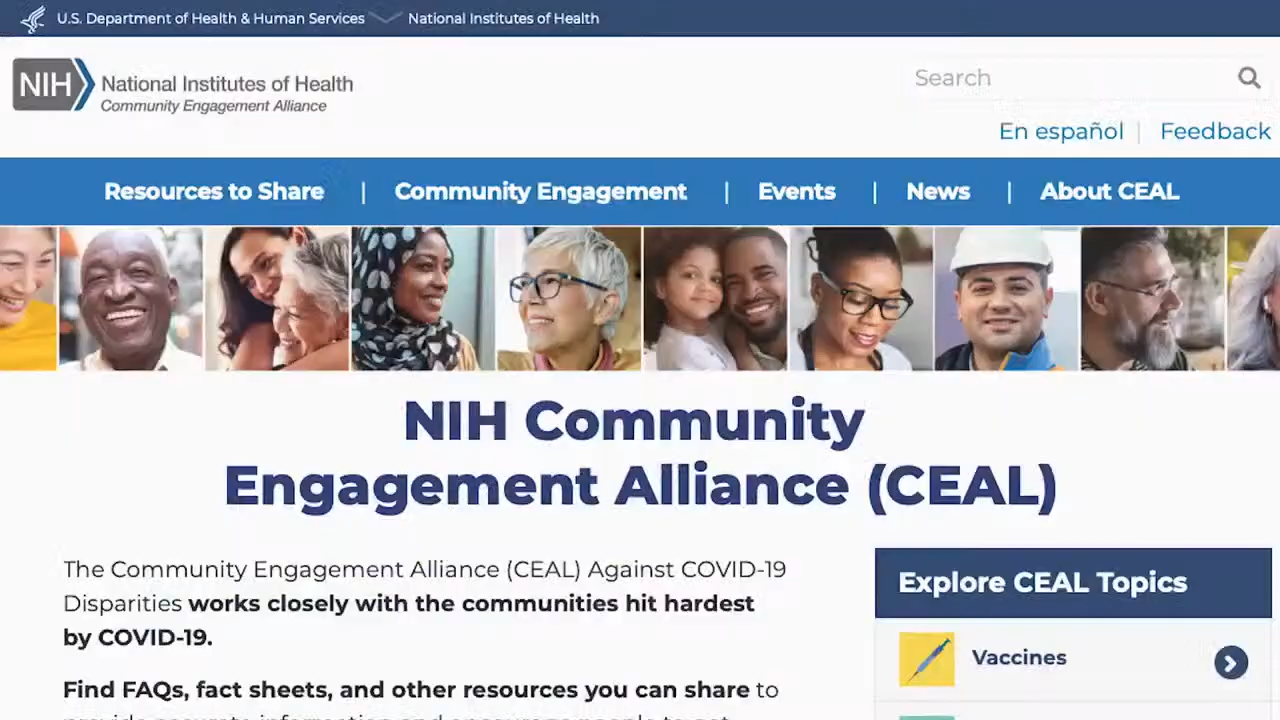 U.S. Department of Health & Human Services
National Institutes of Health
NIH
National Institutes of Health
Community Engagement Alliance
Search
En español | Feedback
Resources to Share | Community Engagement | Events | News | About CEAL
NIH Community
Engagement Alliance (CEAL)
The Community Engagement Alliance (CEAL) Against COVID-19
Disparities works closely with the communities hit hardest
by COVID-19.
Find FAQs, fact sheets, and other resources you can share to
Explore CEAL Topics
Vaccines